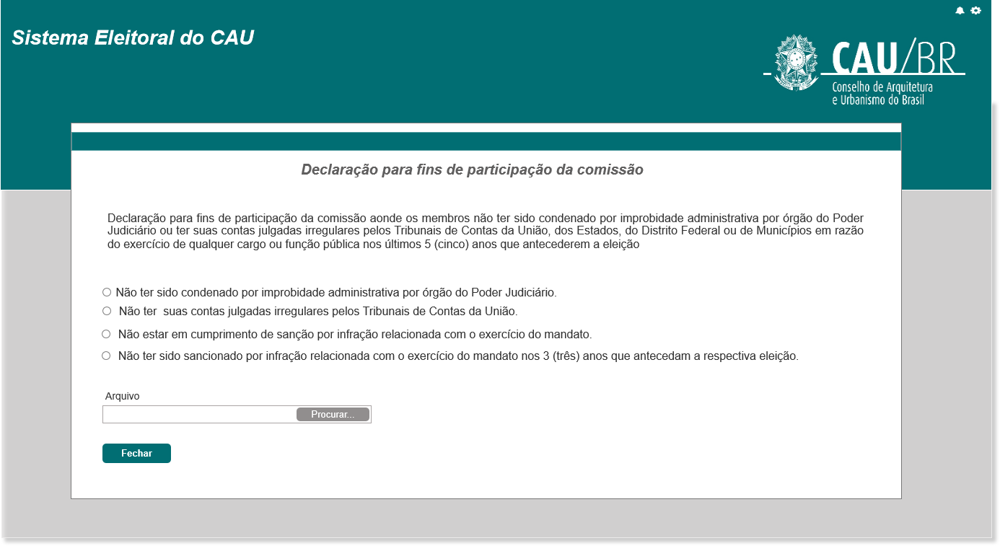 Sistema Eleitoral do CAU
CAU/BR
Conselho de Arquitetura
e Urbanismo do Brasil
Declaração para fins de participação da comissão
Declaração para fins de participação da comissão aonde os membros não ter sido condenado por improbidade administrativa por órgão do Poder
Judiciário ou ter suas contas julgadas irregulares pelos Tribunais de Contas da União, dos Estados, do Distrito Federal ou de Municípios em razão
do exercício de qualquer cargo ou função pública nos últimos 5 (cinco) anos que antecederem a eleição
Não ter sido condenado por improbidade administrativa por órgão do Poder Judiciário.
Não ter  suas contas julgadas irregulares pelos Tribunais de Contas da União.
Não estar em cumprimento de sanção por infração relacionada com o exercício do mandato.
Não ter sido sancionado por infração relacionada com o exercício do mandato nos 3 (três) anos que antecedam a respectiva eleição.
Arquivo
Procurar...
Fechar